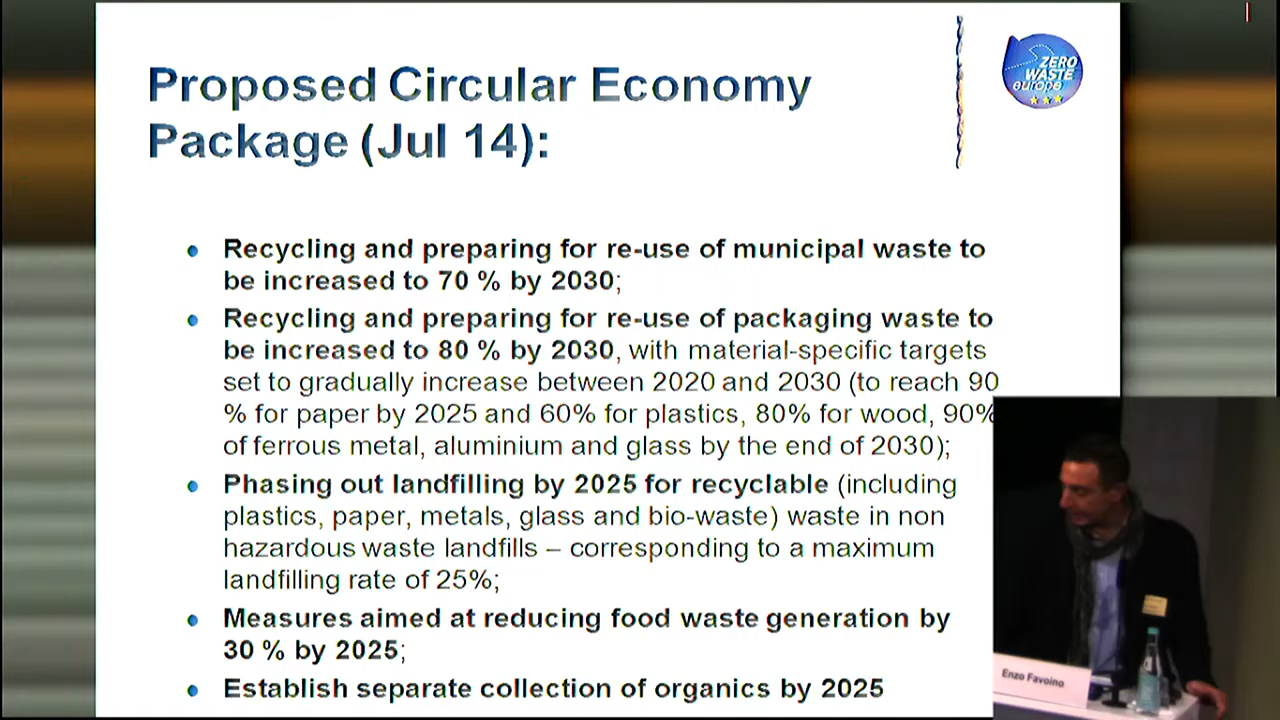 Proposed Circular Economy
Package (Jul 14):
ZERO
WASTE
europe
Recycling and preparing for re-use of municipal waste to
be increased to 70 % by 2030;
Recycling and preparing for re-use of packaging waste to
be increased to 80 % by 2030, with material-specific targets
set to gradually increase between 2020 and 2030 (to reach 90
% for paper by 2025 and 60% for plastics, 80% for wood, 90%
of ferrous metal, aluminium and glass by the end of 2030);
Phasing out landfilling by 2025 for recyclable (including
plastics, paper, metals, glass and bio-waste) waste in non
hazardous waste landfills – corresponding to a maximum
landfilling rate of 25%;
Measures aimed at reducing food waste generation by
30 % by 2025;
Establish separate collection of organics by 2025
Enzo Favoino